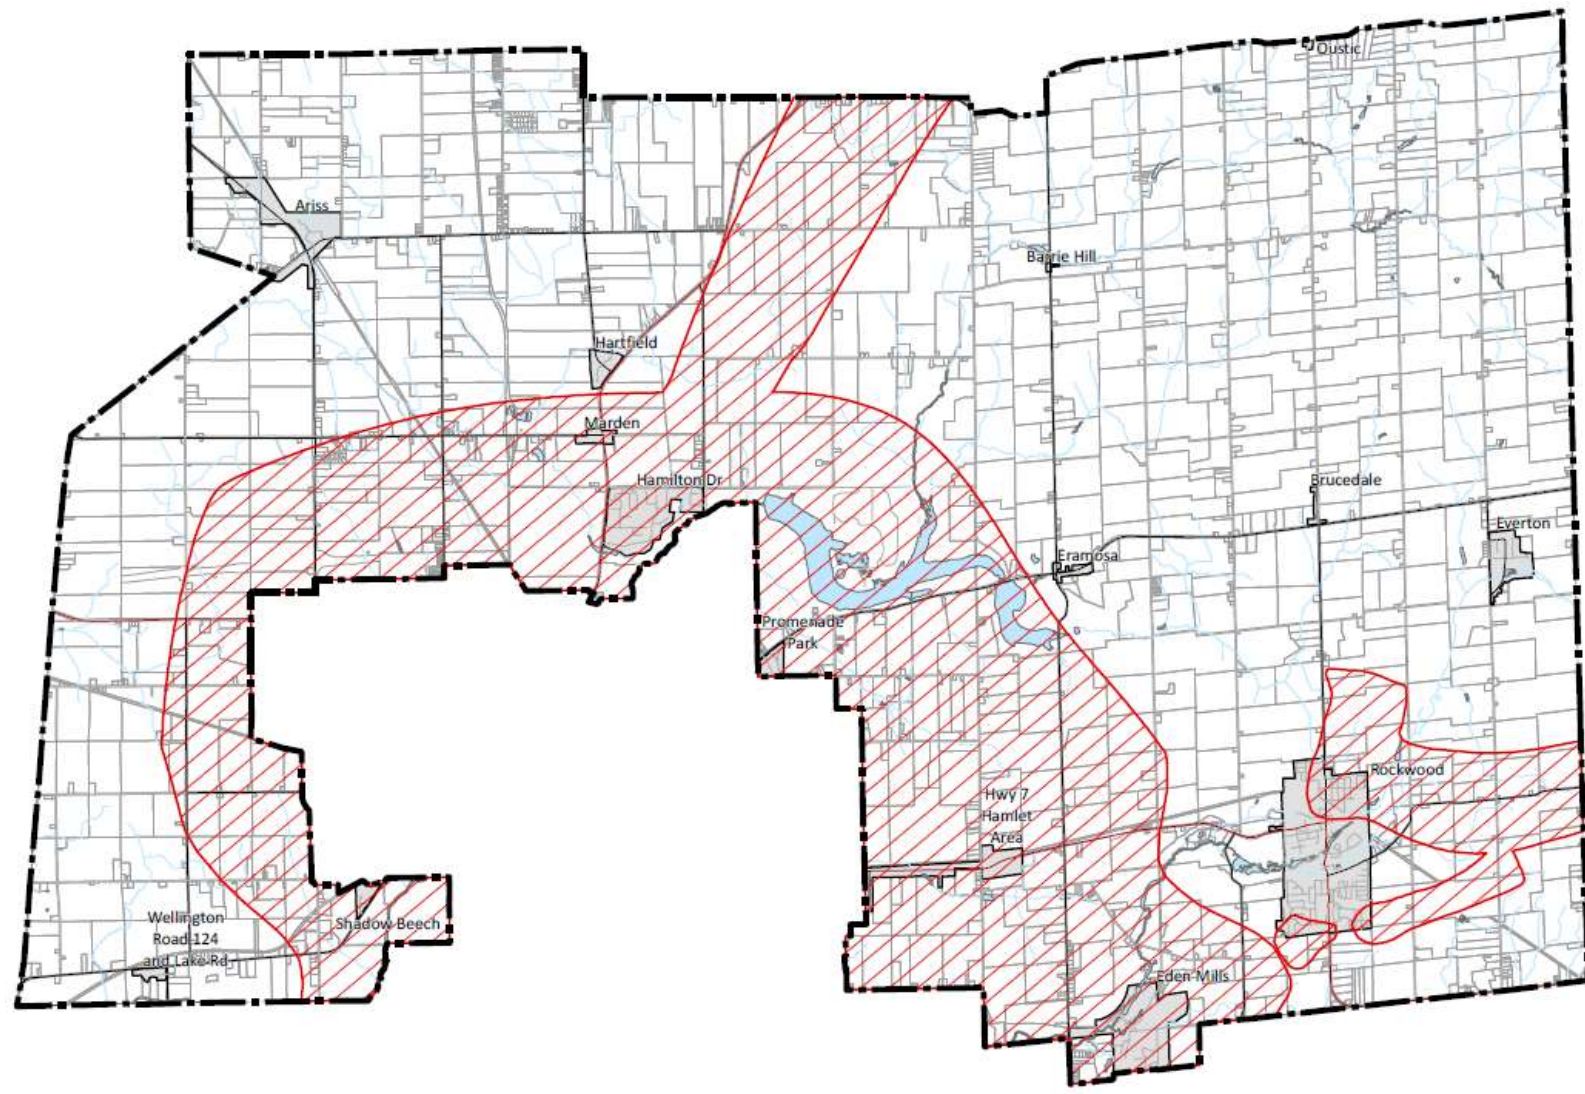 Oustic
Ariss
Barrie Hill
Hartfield
Marden
Hamilton Dr
Brucedale
Everton
Eramosa
Promenade
Park
Rockwood
Hwy 7
Hamlet
Area
Wellington
Road 124
and Lake Rd
Shadow Beech
Eden Mills